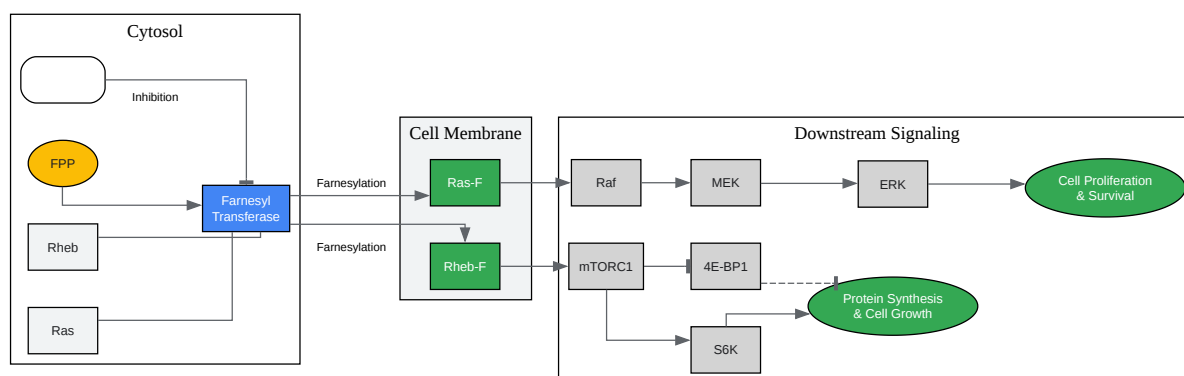 Cytosol
Inhibition
FPP
Farnesyl
Transferase
Rheb
Ras
Farnesylation
Farnesylation
Cell Membrane
Ras-F
Rheb-F
Downstream Signaling
Raf
MEK
ERK
Cell Proliferation
& Survival
mTORC1
4E-BP1
Protein Synthesis
& Cell Growth
S6K